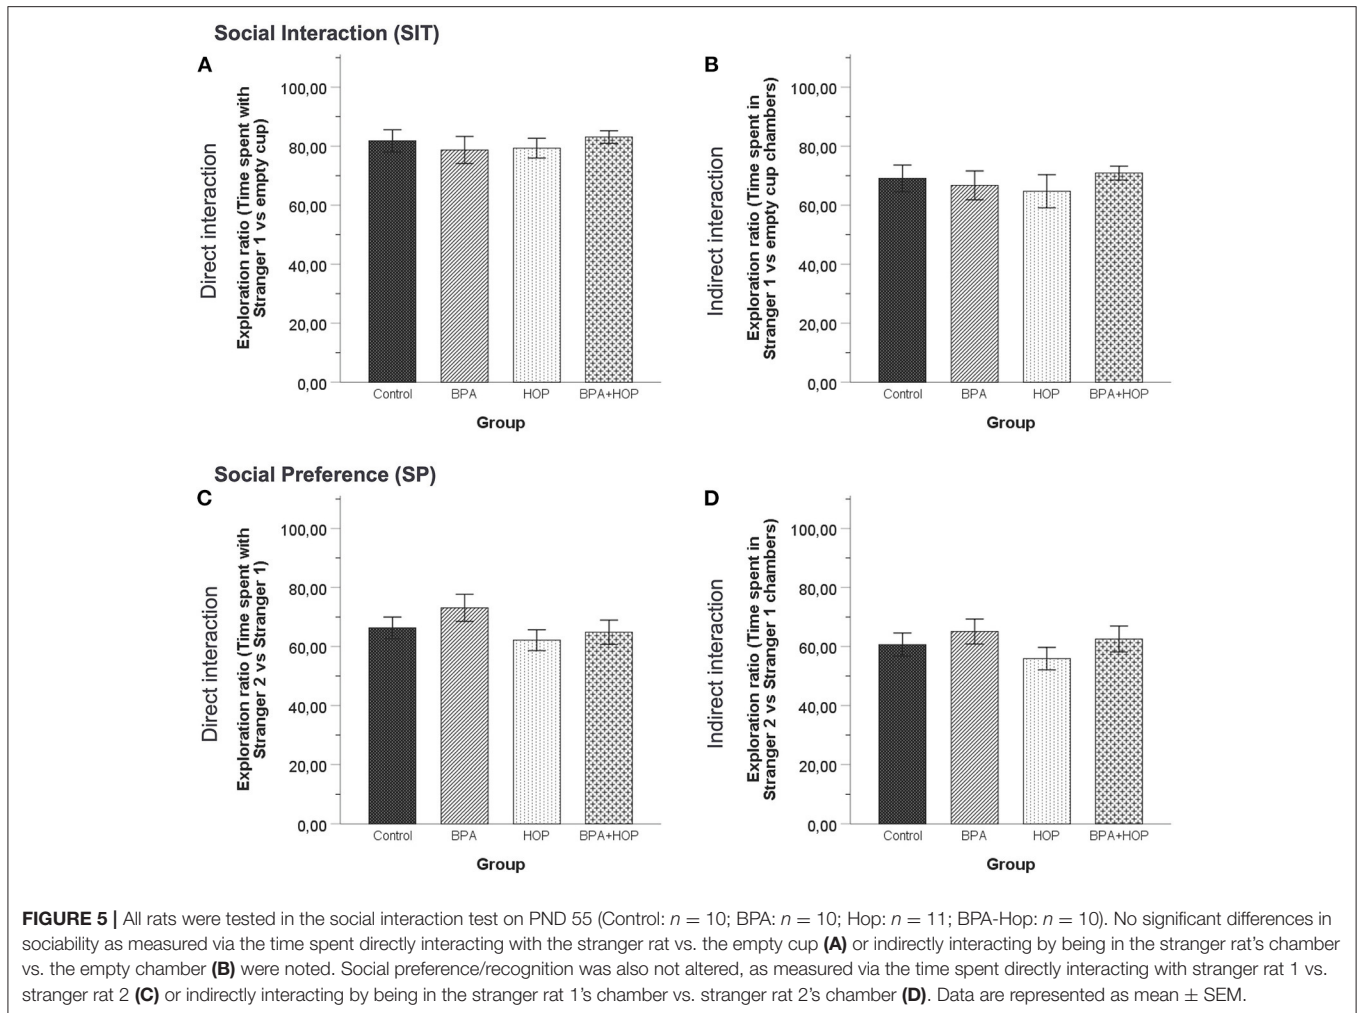 Social Interaction (SIT)
A
Direct interaction
Exploration ratio (Time spent with
Stranger 1 vs empty cup)
100,00
80,00
60,00
40,00
20,00
0,00
Control BPA HOP BPA+HOP
Group
B
Indirect interaction
Exploration ratio (Time spent in
Stranger 1 vs empty cup chambers)
100,00
80,00
60,00
40,00
20,00
0,00
Control BPA HOP BPA+HOP
Group
Social Preference (SP)
C
Direct interaction
Exploration ratio (Time spent with
Stranger 2 vs Stranger 1)
100,00
80,00
60,00
40,00
20,00
0,00
Control BPA HOP BPA+HOP
Group
D
Indirect interaction
Exploration ratio (Time spent in
Stranger 2 vs Stranger 1 chambers)
100,00
80,00
60,00
40,00
20,00
0,00
Control BPA HOP BPA+HOP
Group
FIGURE 5 | All rats were tested in the social interaction test on PND 55 (Control: n = 10; BPA: n = 10; Hop: n = 11; BPA-Hop: n = 10). No significant differences in
sociability as measured via the time spent directly interacting with the stranger rat vs. the empty cup (A) or indirectly interacting by being in the stranger rat's chamber
vs. the empty chamber (B) were noted. Social preference/recognition was also not altered, as measured via the time spent directly interacting with stranger rat 1 vs.
stranger rat 2 (C) or indirectly interacting by being in the stranger rat 1's chamber vs. stranger rat 2's chamber (D). Data are represented as mean ± SEM.